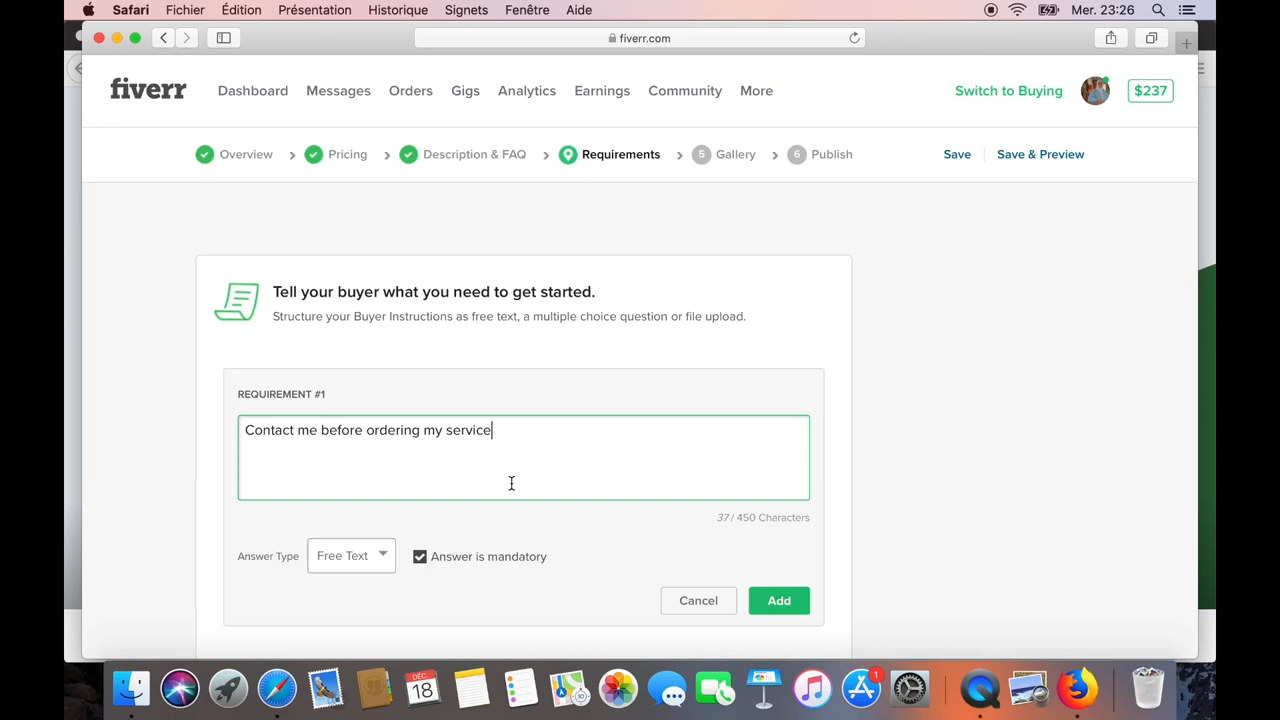 Safari Fichier Édition Présentation Historique Signets Fenêtre Aide Mer. 23:26
fiverr.com
fiverr Dashboard Messages Orders Gigs Analytics Earnings Community More Switch to Buying $237
Overview Pricing Description & FAQ Requirements 5 Gallery 6 Publish Save Save & Preview
Tell your buyer what you need to get started.
Structure your Buyer Instructions as free text, a multiple choice question or file upload.
REQUIREMENT #1
Contact me before ordering my service
37/ 450 Characters
Answer Type Free Text Answer is mandatory
Cancel Add
DÉC
18
1